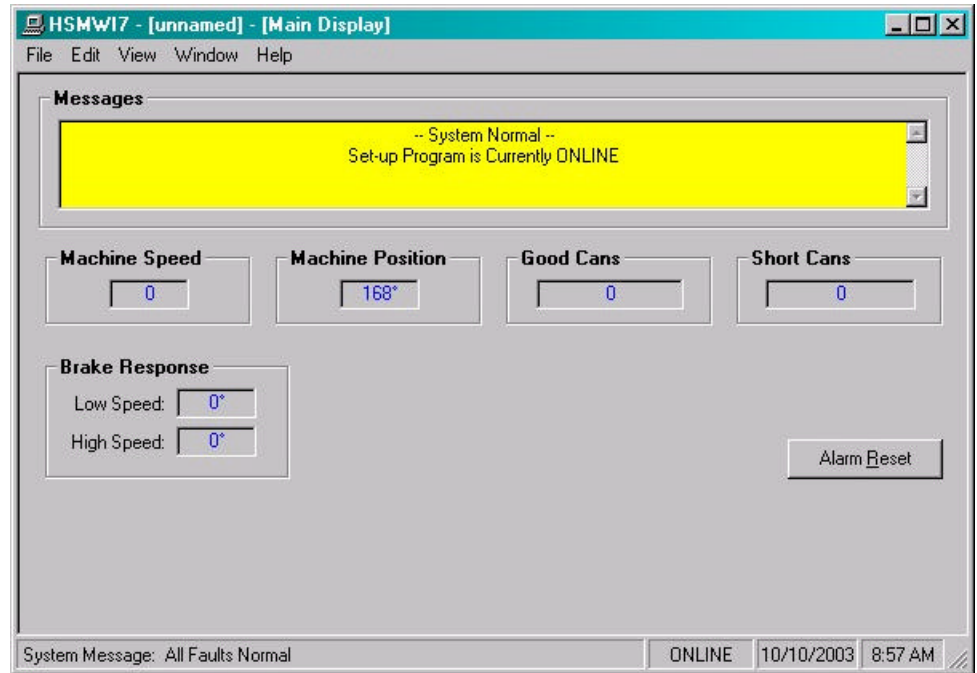 HSMWI7 - [unnamed] - [Main Display]
File Edit View Window Help
Messages
-- System Normal --
Set-up Program is Currently ONLINE
Machine Speed Machine Position Good Cans Short Cans
0 168° 0 0
Brake Response
Low Speed: 0°
High Speed: 0°
Alarm Reset
System Message: All Faults Normal ONLINE 10/10/2003 8:57 AM